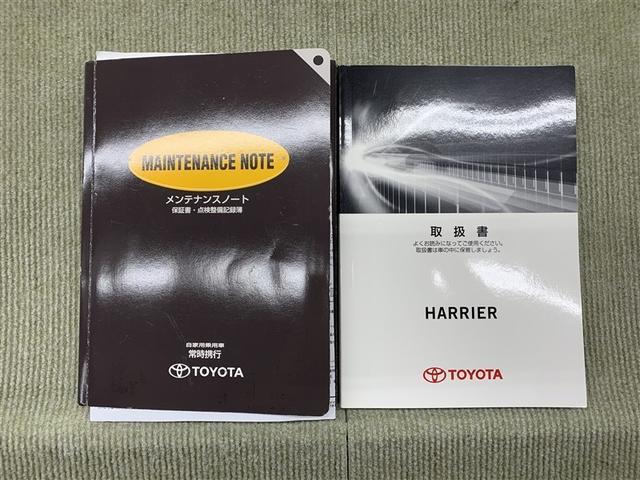 MAINTENANCE NOTE
メンテナンスノート
保証書・点検整備記録簿
自家用乗用車
常時携行
TOYOTA
取扱書
よくお読みになってご使用ください。
取扱書は車の中に保管しましょう。
HARRIER
TOYOTA